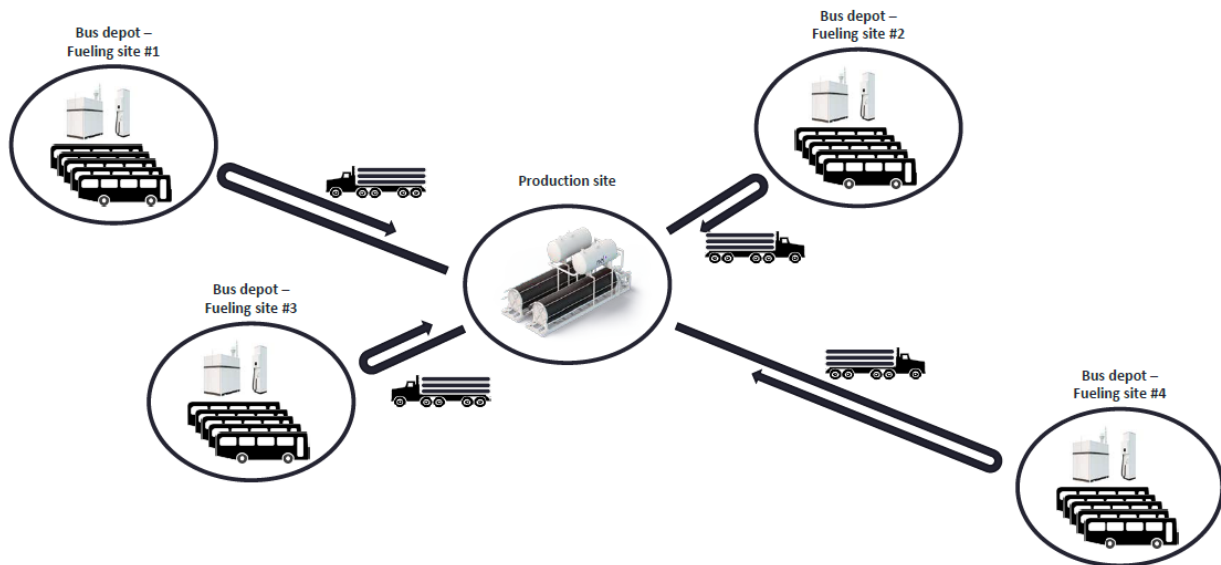 Bus depot –
Fueling site #1
Bus depot –
Fueling site #2
Production site
Bus depot –
Fueling site #3
Bus depot –
Fueling site #4